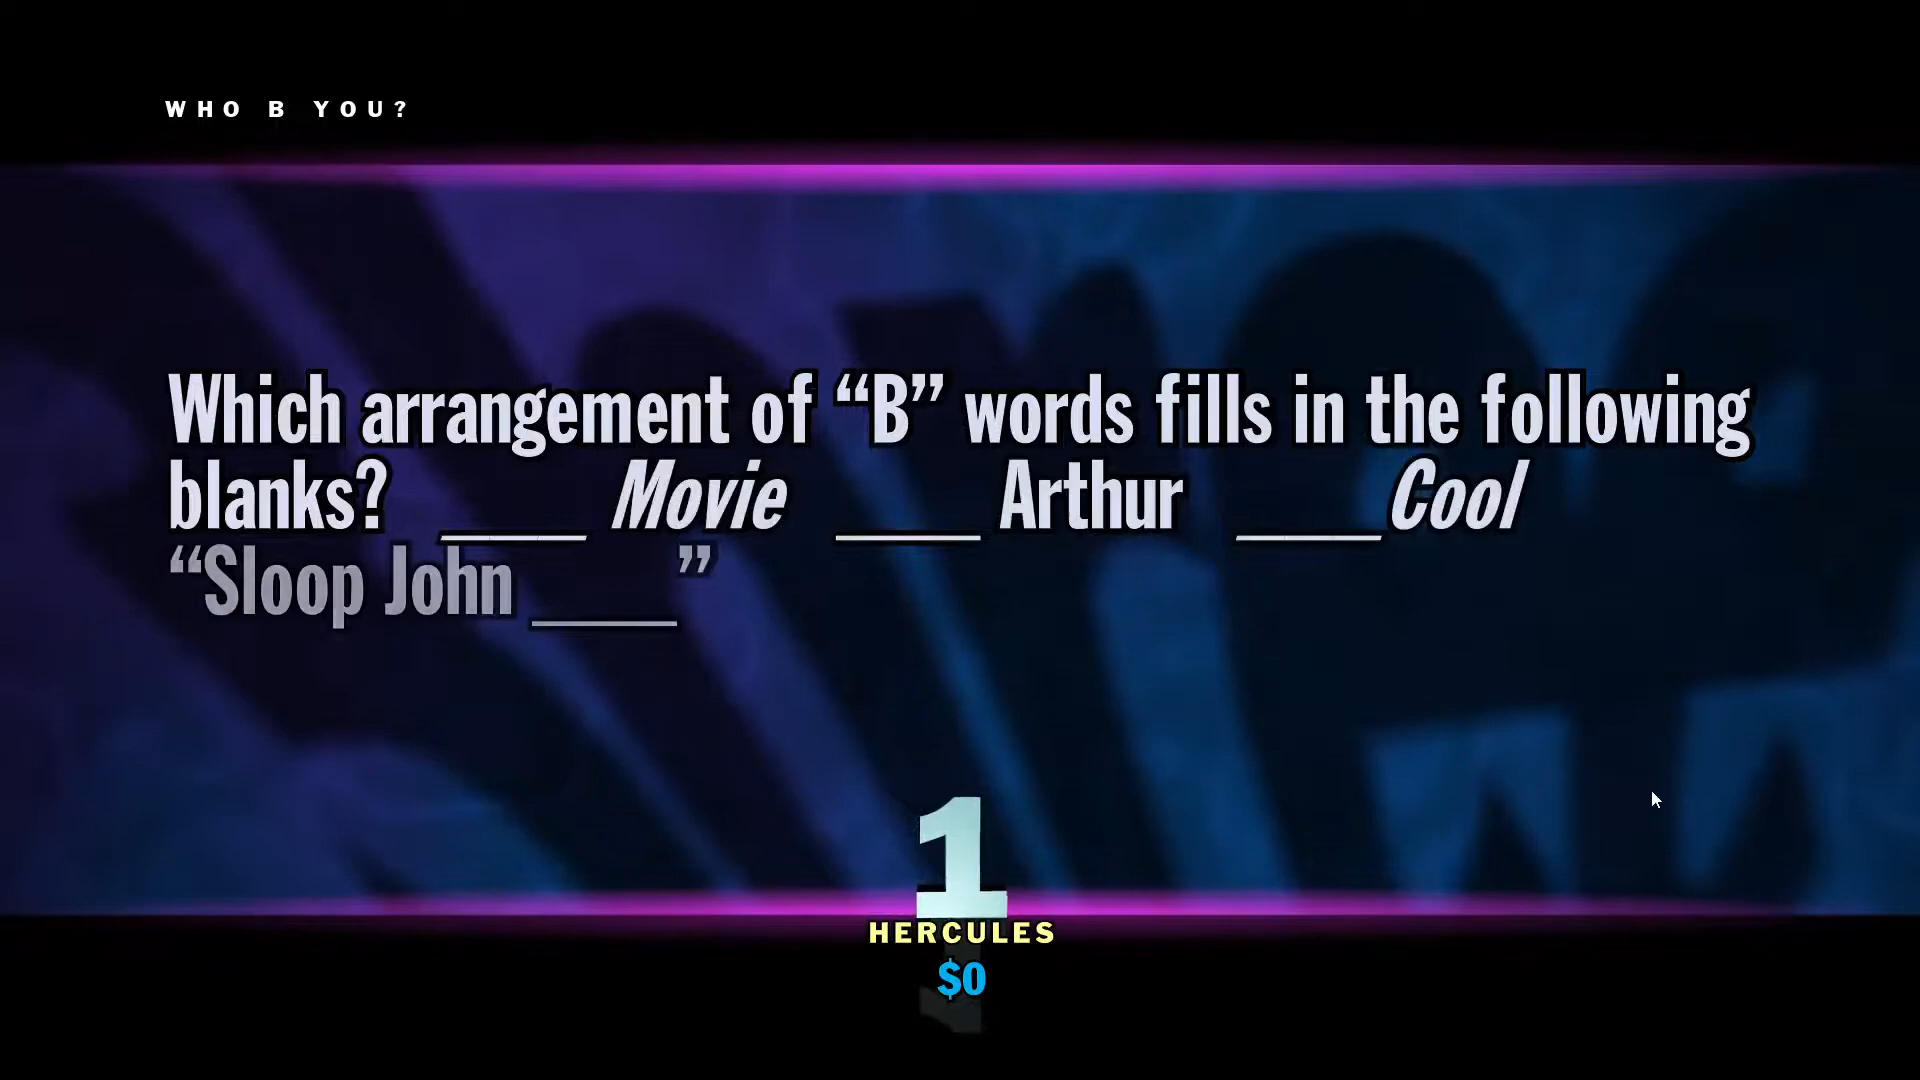 WHO B YOU?
Which arrangement of “B” words fills in the following
blanks? ____ Movie ____ Arthur ____ Cool
“Sloop John ____”
1
HERCULES
$0